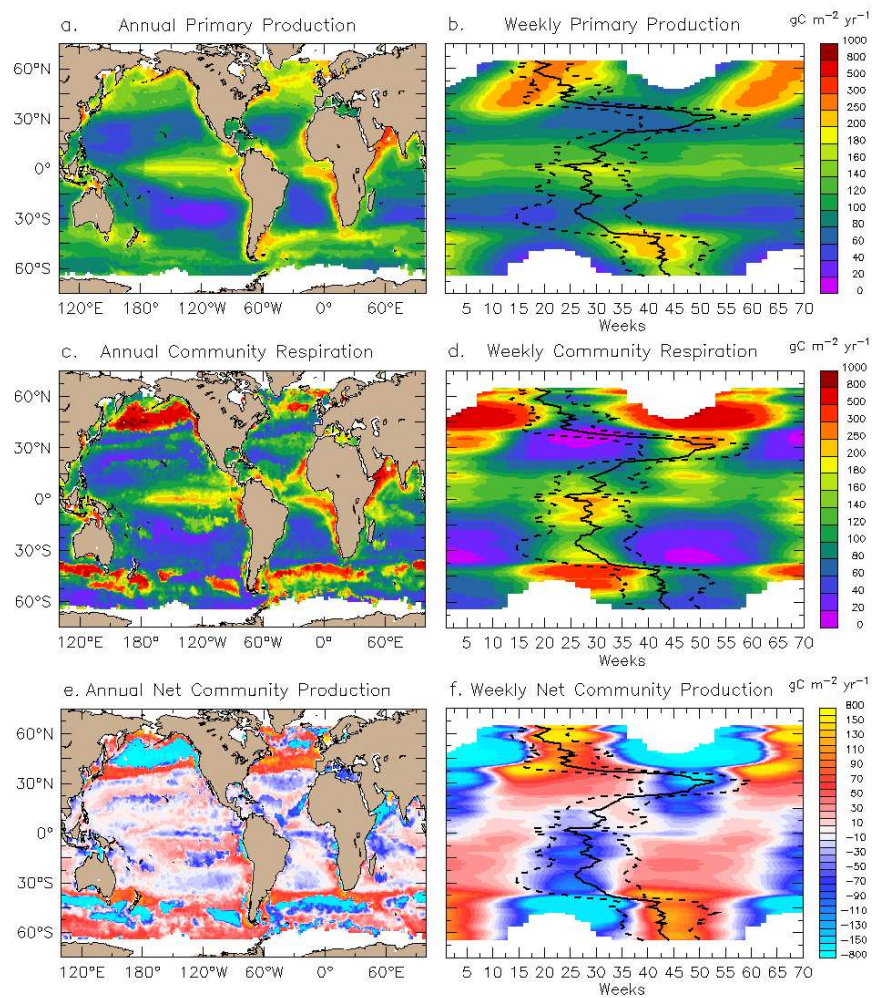 a. Annual Primary Production
60°N
30°N
0°
30°S
60°S
120°E 180° 120°W 60°W 0° 60°E
b. Weekly Primary Production
gC m⁻² yr⁻¹
5 10 15 20 25 30 35 40 45 50 55 60 65 70
Weeks
1000
800
500
300
250
200
180
160
140
120
100
80
60
40
20
0
c. Annual Community Respiration
60°N
30°N
0°
30°S
60°S
120°E 180° 120°W 60°W 0° 60°E
d. Weekly Community Respiration
gC m⁻² yr⁻¹
5 10 15 20 25 30 35 40 45 50 55 60 65 70
Weeks
1000
800
500
300
250
200
180
160
140
120
100
80
60
40
20
0
e. Annual Net Community Production
60°N
30°N
0°
30°S
60°S
120°E 180° 120°W 60°W 0° 60°E
f. Weekly Net Community Production
gC m⁻² yr⁻¹
5 10 15 20 25 30 35 40 45 50 55 60 65 70
Weeks
150
110
90
70
50
30
10
-10
-30
-50
-70
-90
-110
-150
-800